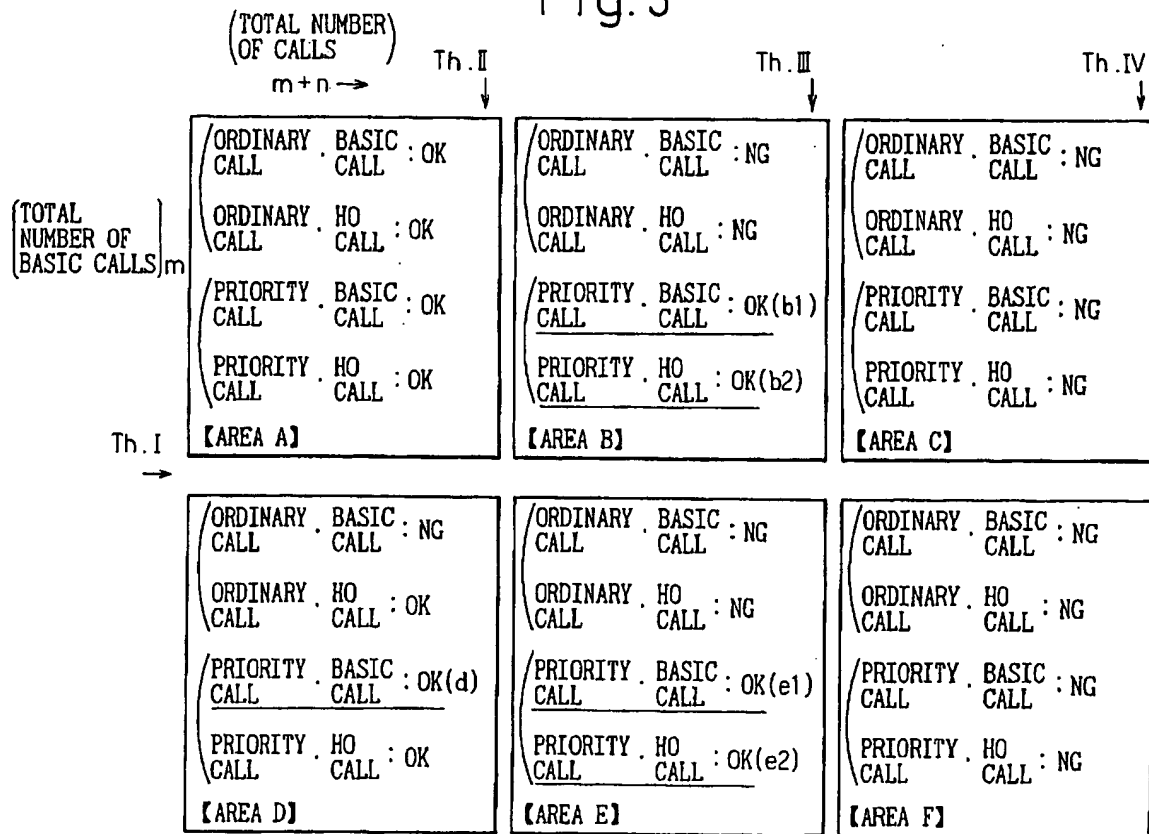 Fig. 5
(TOTAL NUMBER OF CALLS)
m+n →
Th.Ⅱ ↓
Th.Ⅲ ↓
Th.Ⅳ ↓
[TOTAL NUMBER OF BASIC CALLS] m
Th.I →
ORDINARY CALL . BASIC CALL : OK
ORDINARY CALL . HO CALL : OK
PRIORITY CALL . BASIC CALL : OK
PRIORITY CALL . HO CALL : OK
【AREA A】
ORDINARY CALL . BASIC CALL : NG
ORDINARY CALL . HO CALL : NG
PRIORITY CALL . BASIC CALL : OK(b1)
PRIORITY CALL . HO CALL : OK(b2)
【AREA B】
ORDINARY CALL . BASIC CALL : NG
ORDINARY CALL . HO CALL : NG
PRIORITY CALL . BASIC CALL : NG
PRIORITY CALL . HO CALL : NG
【AREA C】
ORDINARY CALL . BASIC CALL : NG
ORDINARY CALL . HO CALL : OK
PRIORITY CALL . BASIC CALL : OK(d)
PRIORITY CALL . HO CALL : OK
【AREA D】
ORDINARY CALL . BASIC CALL : NG
ORDINARY CALL . HO CALL : NG
PRIORITY CALL . BASIC CALL : OK(e1)
PRIORITY CALL . HO CALL : OK(e2)
【AREA E】
ORDINARY CALL . BASIC CALL : NG
ORDINARY CALL . HO CALL : NG
PRIORITY CALL . BASIC CALL : NG
PRIORITY CALL . HO CALL : NG
【AREA F】